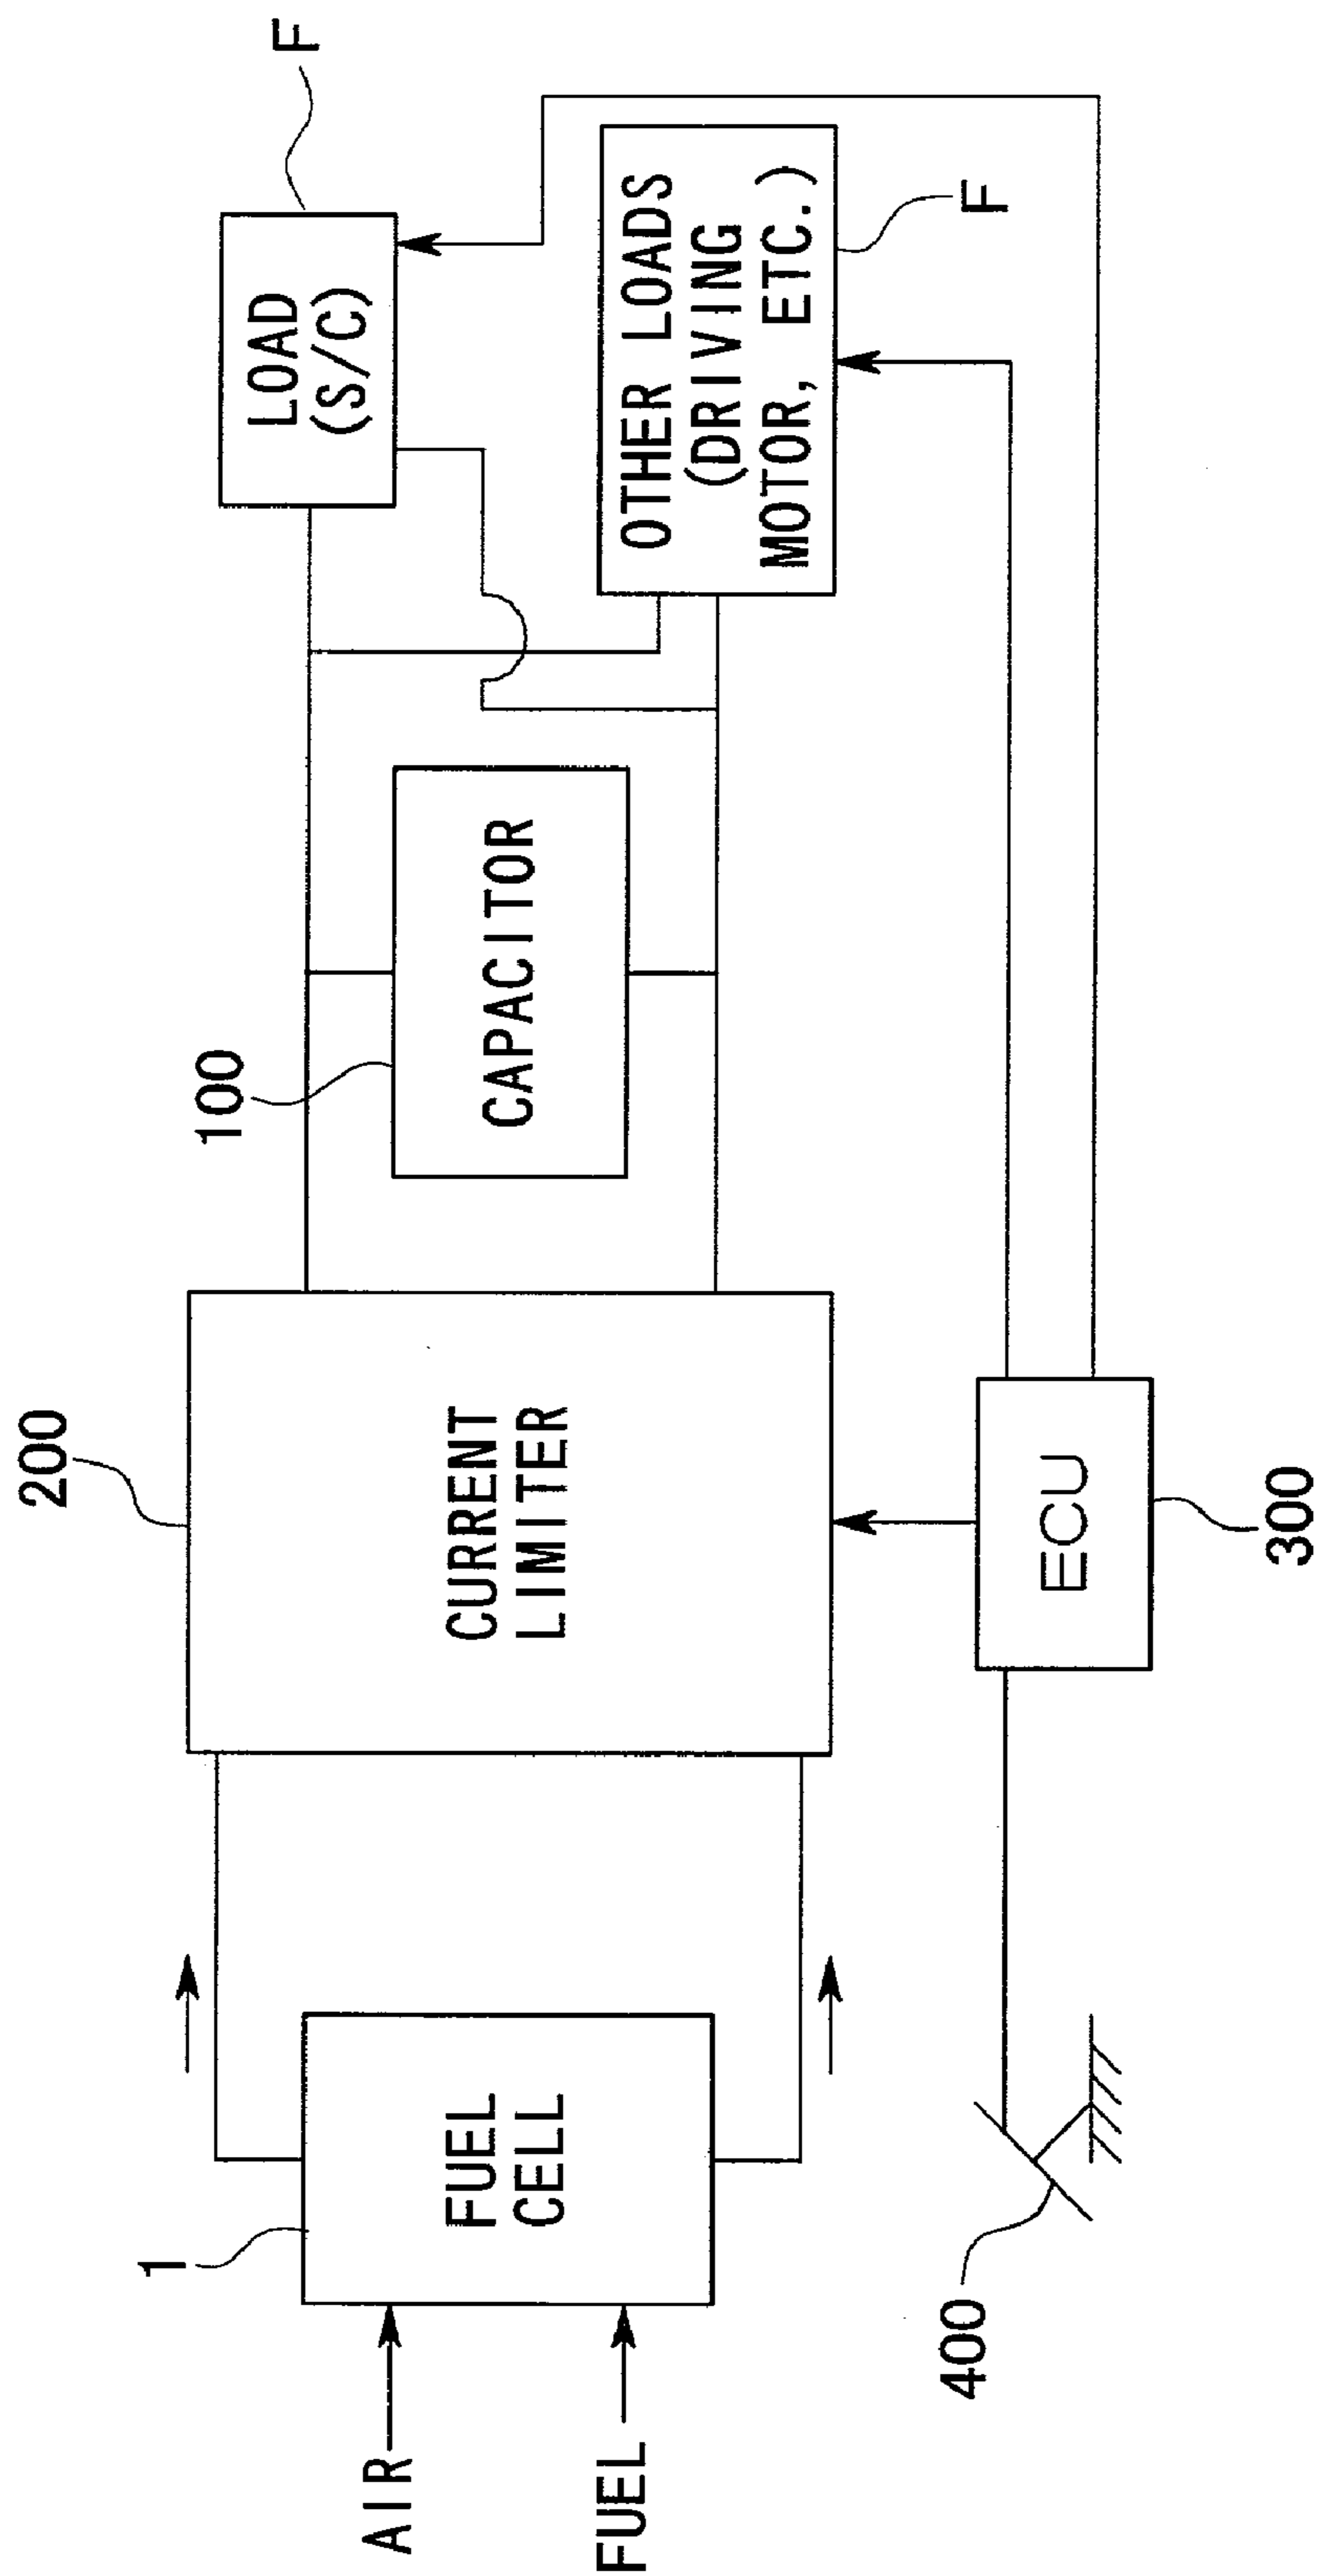 F
LOAD
(S/C)
OTHER LOADS
(DRIVING
MOTOR, ETC.)
F
100
CAPACITOR
200
CURRENT
LIMITER
ECU
300
1
FUEL
CELL
AIR
FUEL
400